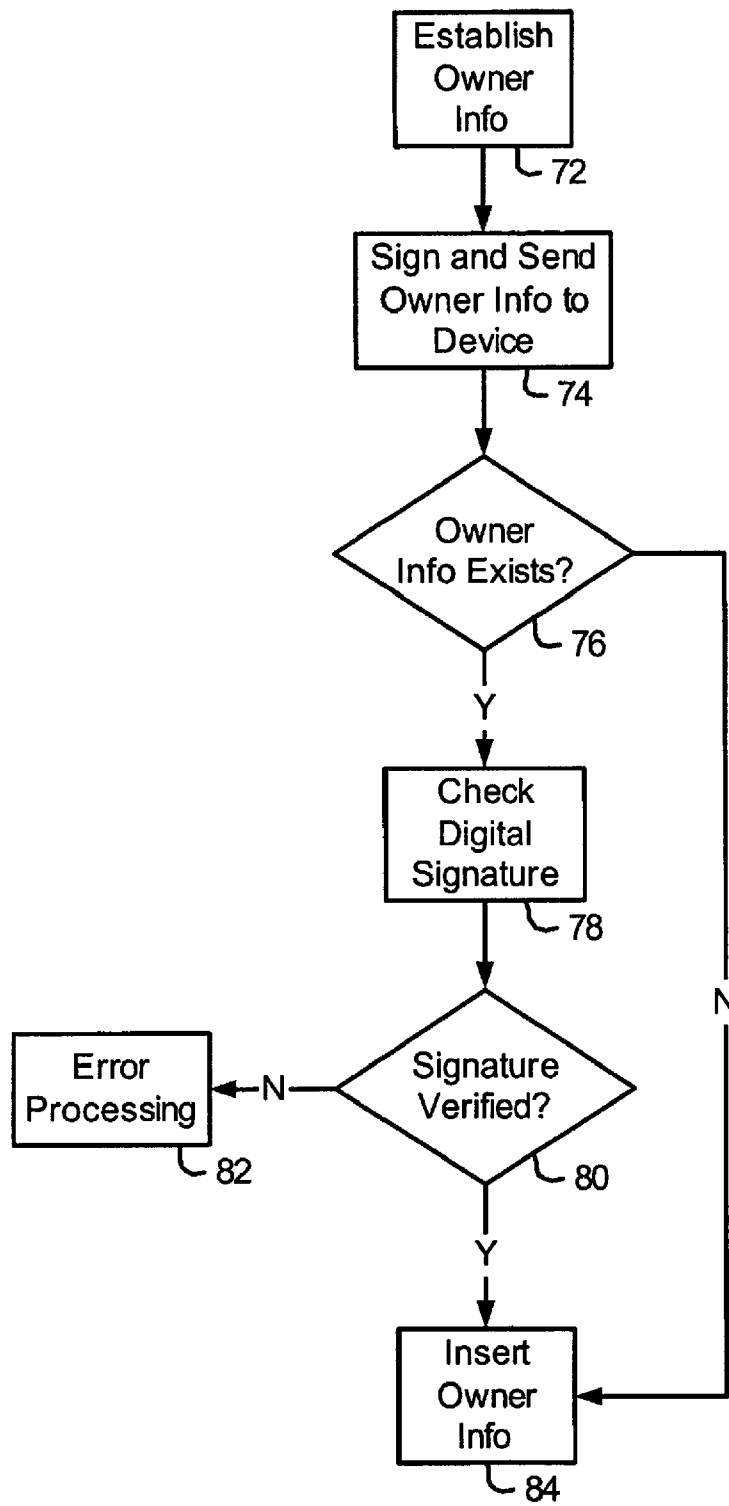 Establish
Owner
Info
72
Sign and Send
Owner Info to
Device
74
Owner
Info Exists?
76
Y
Check
Digital
Signature
78
N
Signature
Verified?
80
N
Error
Processing
82
Y
Insert
Owner
Info
84